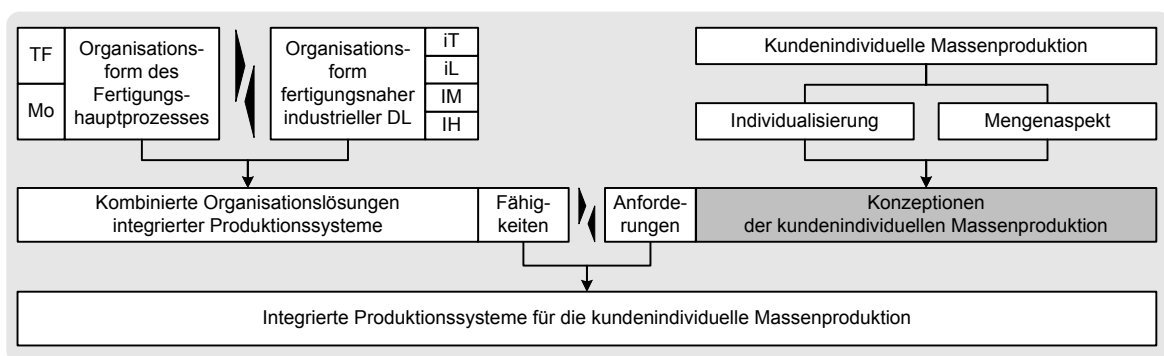 TF
Mo
Organisations-
form des
Fertigungs-
hauptprozesses
Organisations-
form
fertigungsnaher
industrieller DL
iT
iL
IM
IH
Kundenindividuelle Massenproduktion
Individualisierung
Mengenaspekt
Kombinierte Organisationslösungen
integrierter Produktionssysteme
Fähig-
keiten
Anforde-
rungen
Konzeptionen
der kundenindividuellen Massenproduktion
Integrierte Produktionssysteme für die kundenindividuelle Massenproduktion